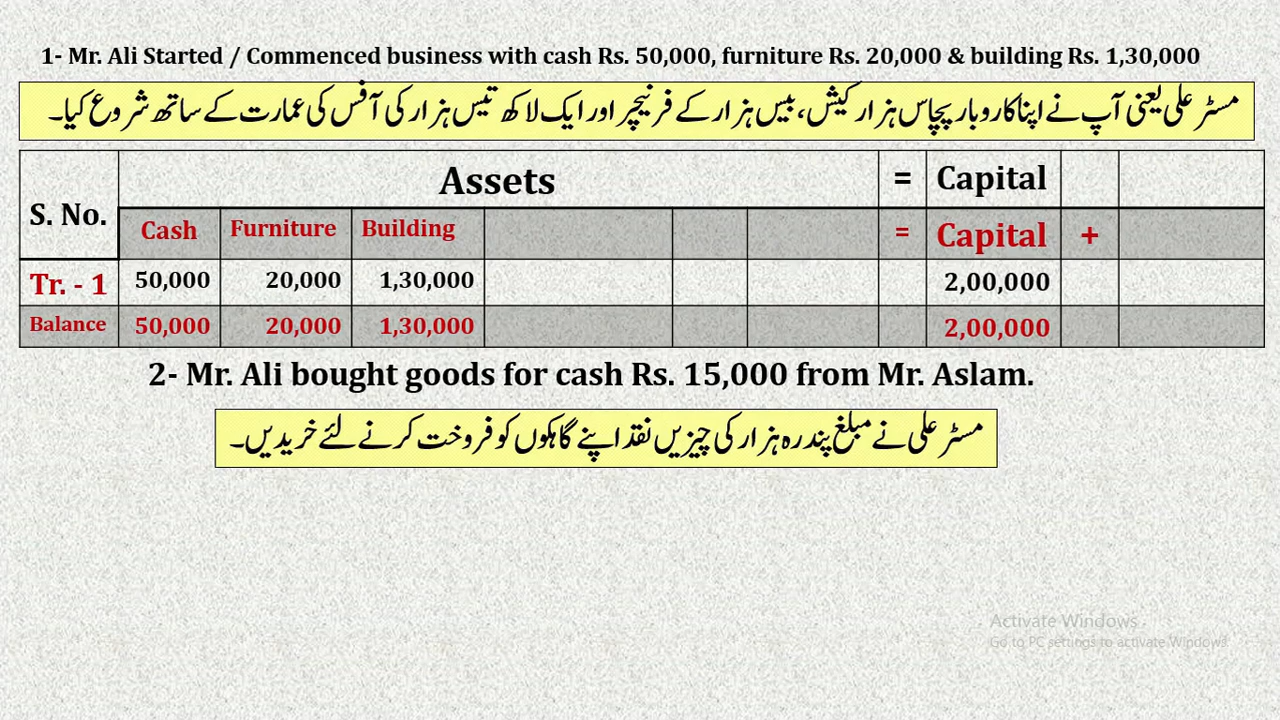 1- Mr. Ali Started / Commenced business with cash Rs. 50,000, furniture Rs. 20,000 & building Rs. 1,30,000
مسٹر علی یعنی آپ نے اپنا کاروبار پچاس ہزار کیش، بیس ہزار کے فرنیچر اور ایک لاکھ تیس ہزار کی آفس کی عمارت کے ساتھ شروع کیا۔
S. No. Assets = Capital
Cash Furniture Building = Capital +
Tr. - 1 50,000 20,000 1,30,000 2,00,000
Balance 50,000 20,000 1,30,000 2,00,000
2- Mr. Ali bought goods for cash Rs. 15,000 from Mr. Aslam.
مسٹر علی نے مبلغ پندرہ ہزار کی چیزیں نقد اپنے گاہکوں کو فروخت کرنے لئے خریدیں۔
Activate Windows
Go to PC settings to activate Windows.